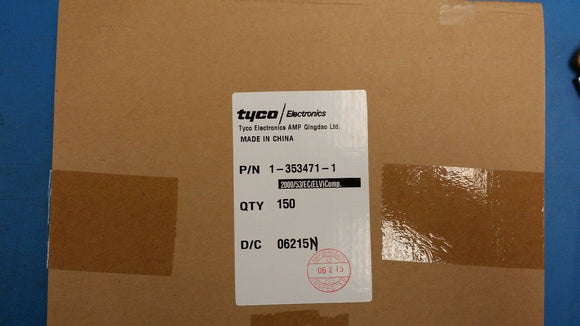 tyco / Electronics
Tyco Electronics AMP Qingdao Ltd.
MADE IN CHINA
P/N 1-353471-1
2000/53/EC(ELV)Comp.
QTY 150
D/C 06215N
06 2 15